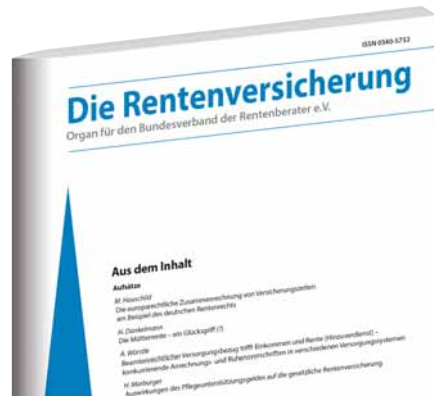 ISSN 0340-5753
Die Rentenversicherung
Organ für den Bundesverband der Rentenberater e.V.
Aus dem Inhalt
Aufsätze
M. Hauschild
Die europarechtliche Zusammenrechnung von Versicherungszeiten
am Beispiel des deutschen Rentenrechts
H. Dankelmann
Die Mütterrente – ein Glücksgriff (?)
A. Wörzle
Beamtenrechtlicher Versorgungsbezug trifft Einkommen und Rente (Hinzuverdienst) –
konkurrierende Anrechnungs- und Ruhensvorschriften in verschiedenen Versorgungssystemen
H. Marburger
Auswirkungen des Pflegeunterstützungsgeldes auf die gesetzliche Rentenversicherung